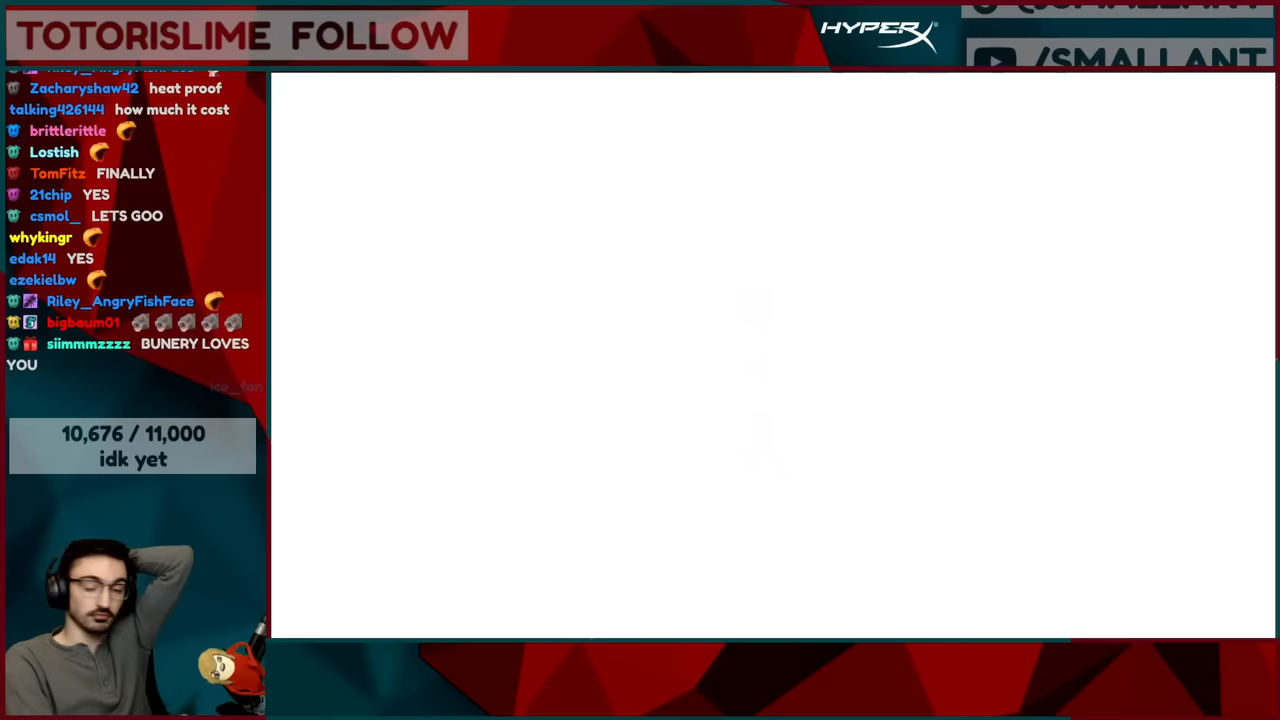 TOTORISLIME FOLLOW
HYPERX
/SMALLANT
Zacharyshaw42 heat proof
talking426144 how much it cost
brittlerittle
Lostish
TomFitz FINALLY
21chip YES
csmol_ LETS GOO
whykingr
edak14 YES
ezekielbw
Riley_AngryFishFace
bigbaum01
siimmmzzzz BUNERY LOVES
YOU
ice_fan
10,676 / 11,000
idk yet